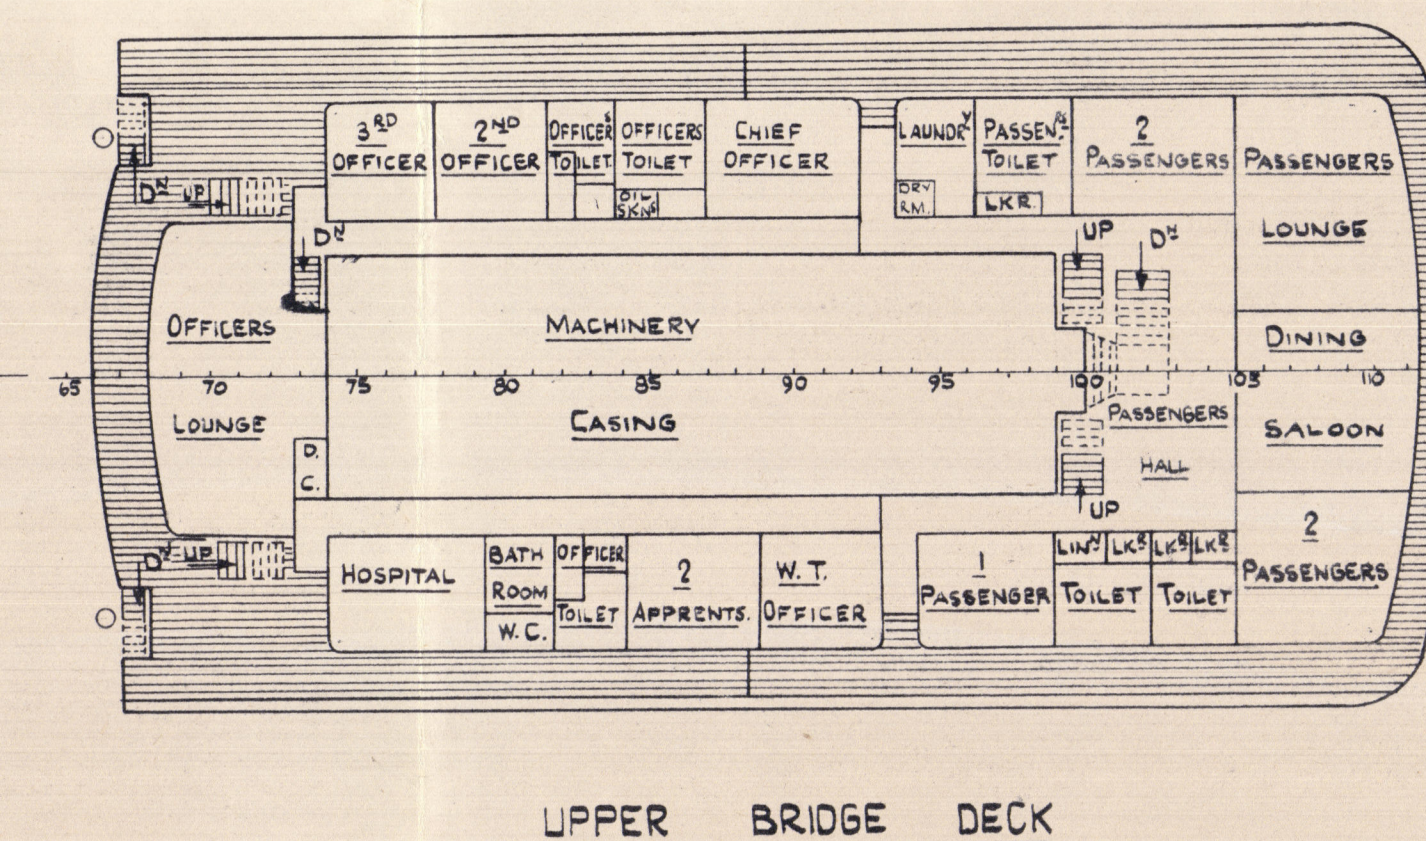 3RD
OFFICER
2ND
OFFICER
OFFICERS
TOILET
OFFICERS
TOILET
OIL
SKNS
CHIEF
OFFICER
LAUNDRY
DRY
RM.
PASSENRS
TOILET
LKR.
2
PASSENGERS
PASSENGERS
LOUNGE
DN
UP
DN
UP
DN
OFFICERS
LOUNGE
MACHINERY
CASING
DINING
SALOON
65
70
75
80
85
90
95
100
105
110
PASSENGERS
HALL
D.
C.
UP
DN
UP
HOSPITAL
BATH
ROOM
W.C.
OFFICER
TOILET
2
APPRENTS.
W.T.
OFFICER
1
PASSENGER
LINN
LKR
LKR
LKR
TOILET
TOILET
2
PASSENGERS
UPPER BRIDGE DECK